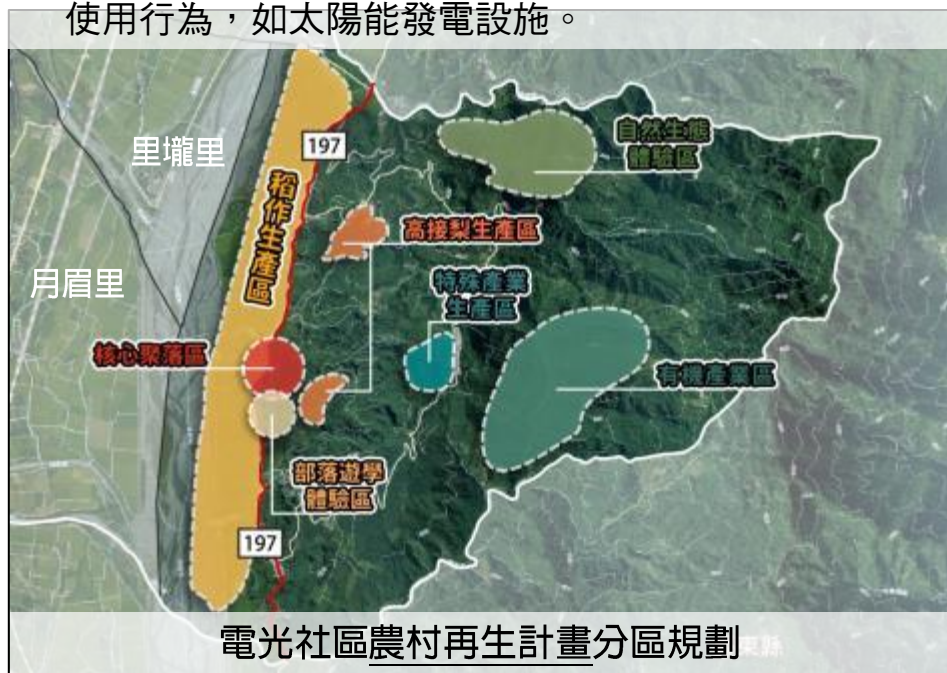 使用行為，如太陽能發電設施。
自然生態
體驗區
里壠里
197
稻作生產區
高接梨生產區
特殊產業
生產區
月眉里
核心聚落區
有機產業區
部落遊學
體驗區
197
電光社區農村再生計畫分區規劃
東縣